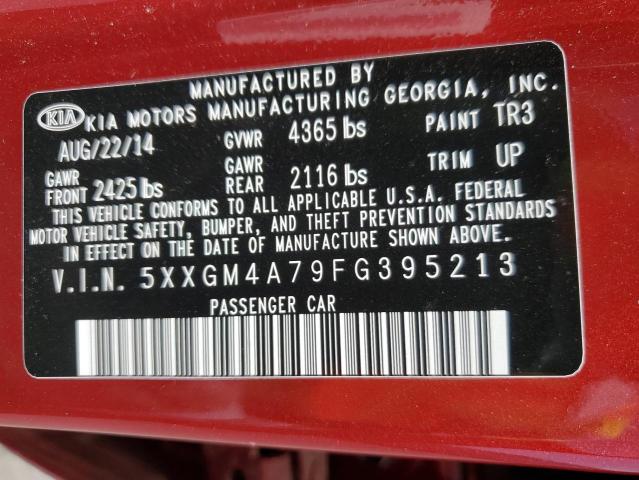 MANUFACTURED BY
KIA KIA MOTORS MANUFACTURING GEORGIA, INC.
AUG/22/14 GVWR 4365 lbs PAINT TR3
GAWR FRONT 2425 lbs GAWR REAR 2116 lbs TRIM UP
THIS VEHICLE CONFORMS TO ALL APPLICABLE U.S.A. FEDERAL
MOTOR VEHICLE SAFETY, BUMPER, AND THEFT PREVENTION STANDARDS
IN EFFECT ON THE DATE OF MANUFACTURE SHOWN ABOVE.
V.I.N. 5XXGM4A79FG395213
PASSENGER CAR